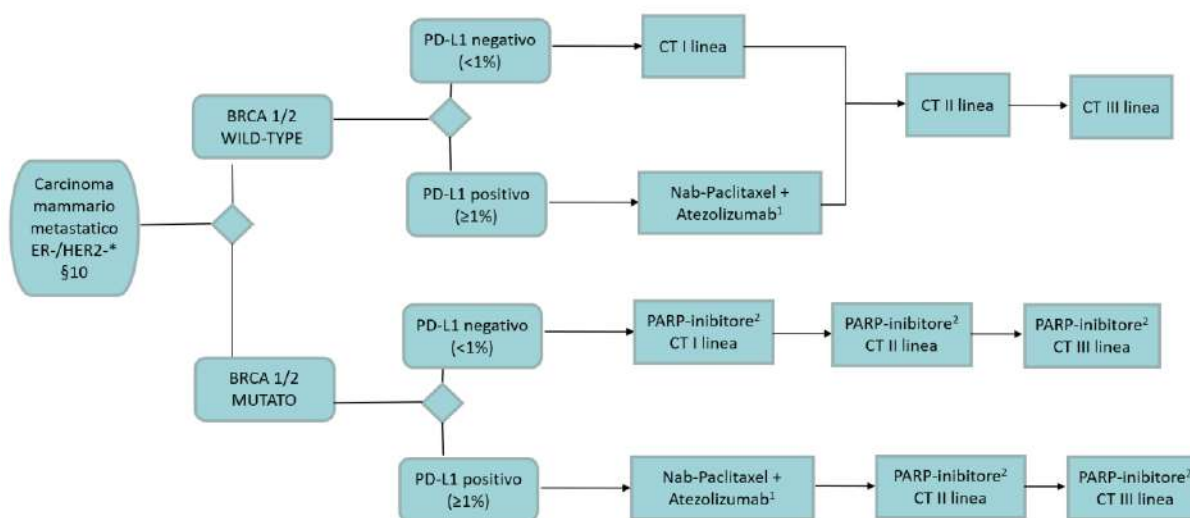 Carcinoma
mammario
metastatico
ER-/HER2-*
§10
BRCA 1/2
WILD-TYPE
PD-L1 negativo
(<1%)
CT I linea
CT II linea
CT III linea
PD-L1 positivo
(≥1%)
Nab-Paclitaxel +
Atezolizumab¹
BRCA 1/2
MUTATO
PD-L1 negativo
(<1%)
PARP-inibitore²
CT I linea
PARP-inibitore²
CT II linea
PARP-inibitore²
CT III linea
PD-L1 positivo
(≥1%)
Nab-Paclitaxel +
Atezolizumab¹
PARP-inibitore²
CT II linea
PARP-inibitore²
CT III linea